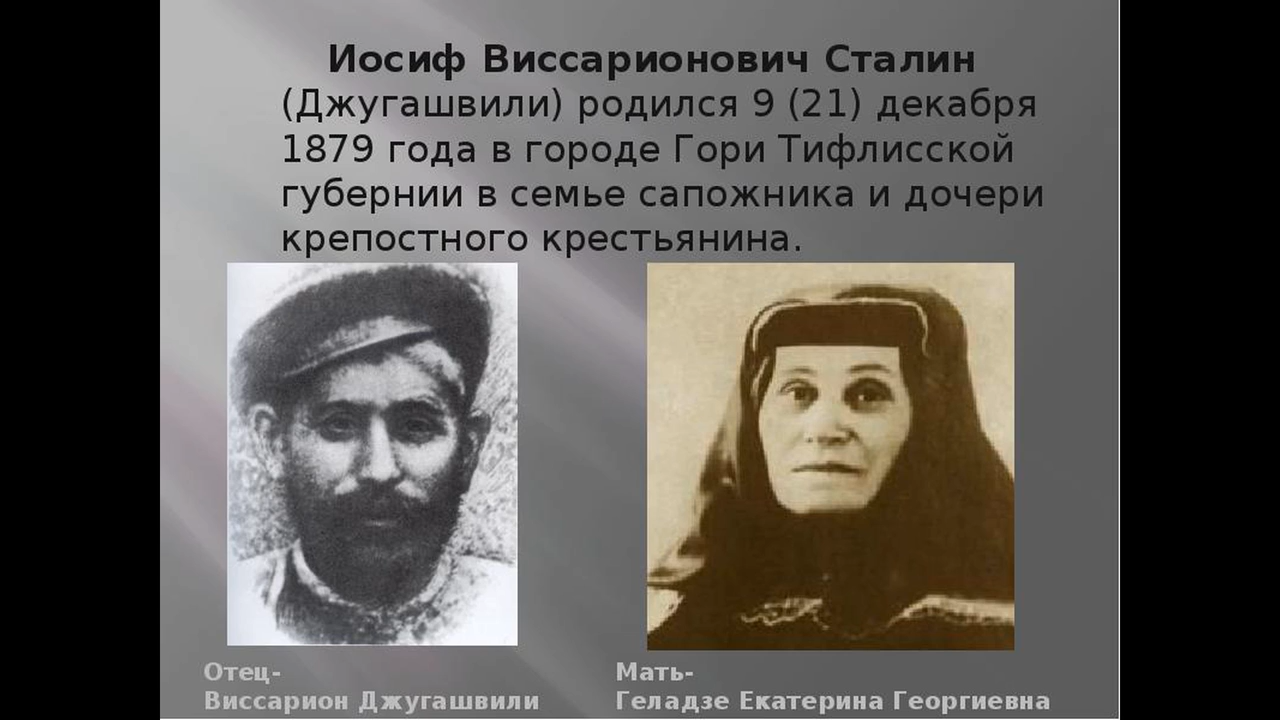 Иосиф Виссарионович Сталин
(Джугашвили) родился 9 (21) декабря
1879 года в городе Гори Тифлисской
губернии в семье сапожника и дочери
крепостного крестьянина.
Отец-
Виссарион Джугашвили
Мать-
Геладзе Екатерина Георгиевна